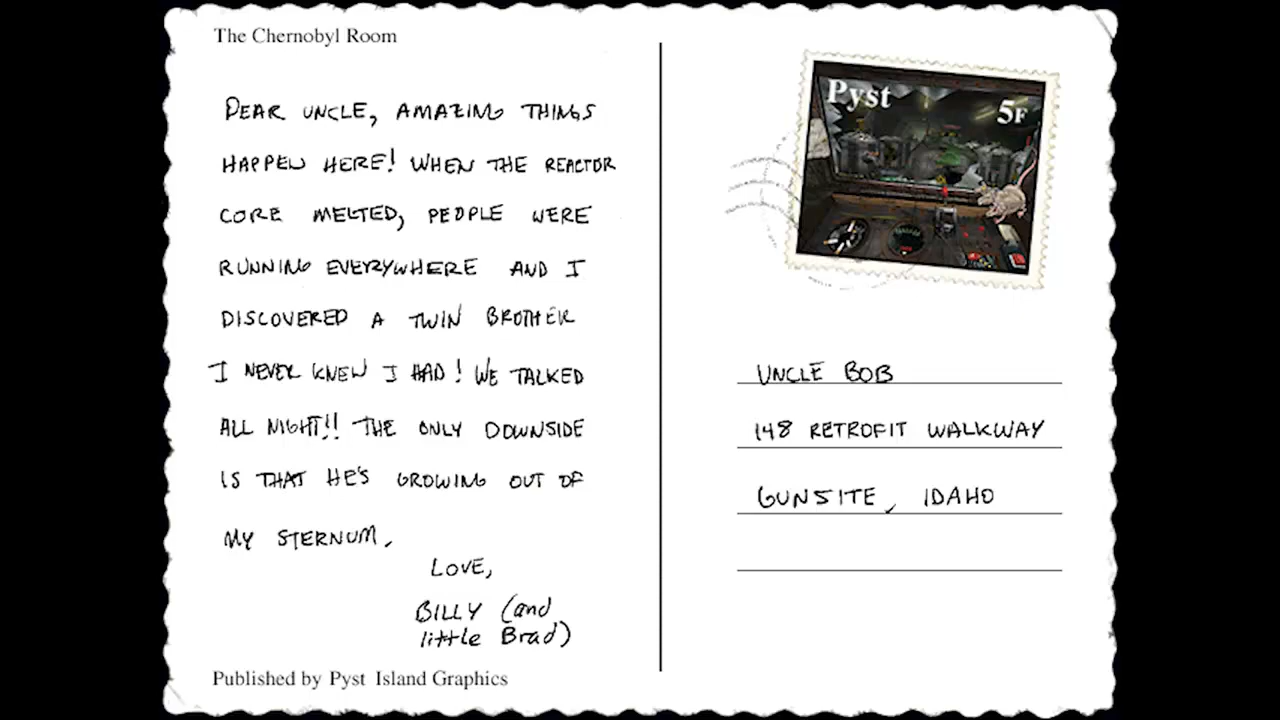 The Chernobyl Room
DEAR UNCLE, AMAZING THINGS
HAPPEN HERE! WHEN THE REACTOR
CORE MELTED, PEOPLE WERE
RUNNING EVERYWHERE AND I
DISCOVERED A TWIN BROTHER
I NEVER KNEW I HAD! WE TALKED
ALL NIGHT!! THE ONLY DOWNSIDE
IS THAT HE'S GROWING OUT OF
MY STERNUM.
LOVE,
BILLY (and
little Brad)
Published by Pyst Island Graphics
Pyst
5F
UNCLE BOB
148 RETROFIT WALKWAY
GUNSITE, IDAHO